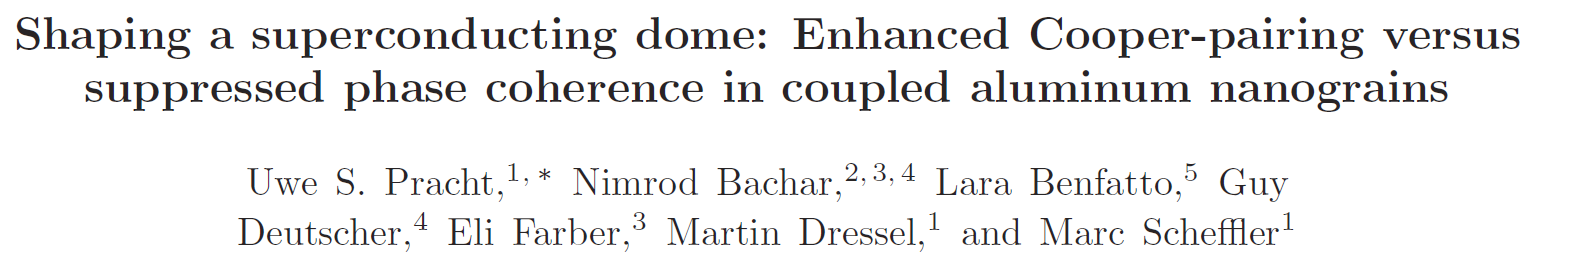 Shaping a superconducting dome: Enhanced Cooper-pairing versus
suppressed phase coherence in coupled aluminum nanograins
Uwe S. Pracht,1, * Nimrod Bachar,2, 3, 4 Lara Benfatto,5 Guy
Deutscher,4 Eli Farber,3 Martin Dressel,1 and Marc Scheffler1